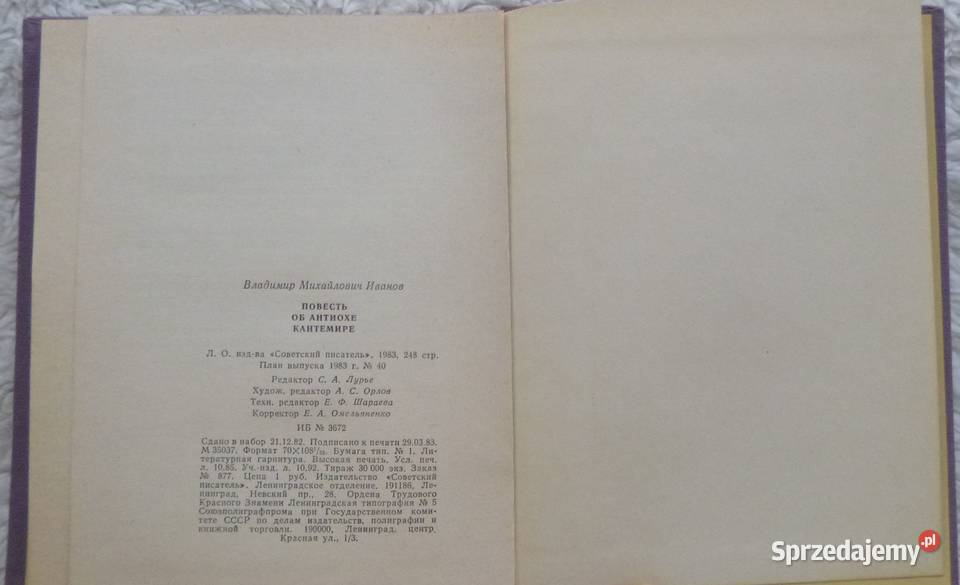 Владимир Михайлович Иванов
ПОВЕСТЬ
ОБ АНТИОХЕ
КАНТЕМИРЕ
Л. О. изд-ва «Советский писатель», 1983, 248 стр.
План выпуска 1983 г. № 40
Редактор С. А. Лурье
Худож. редактор А. С. Орлов
Техн. редактор Е. Ф. Шараева
Корректор Е. А. Омельяненко
ИБ № 3672
Сдано в набор 21.12.82. Подписано к печати 29.03.83.
М 35037. Формат 70×108¹/₃₂. Бумага тип. № 1. Ли-
тературная гарнитура. Высокая печать. Усл. печ.
л. 10,85. Уч.-изд. л. 10,92. Тираж 30 000 экз. Заказ
№ 877. Цена 1 руб. Издательство «Советский
писатель». Ленинградское отделение. 191186, Ле-
нинград, Невский пр., 28. Ордена Трудового
Красного Знамени Ленинградская типография № 5
Союзполиграфпрома при Государственном коми-
тете СССР по делам издательств, полиграфии и
книжной торговли. 190000, Ленинград, центр,
Красная ул., 1/3.
Sprzedajemy.pl